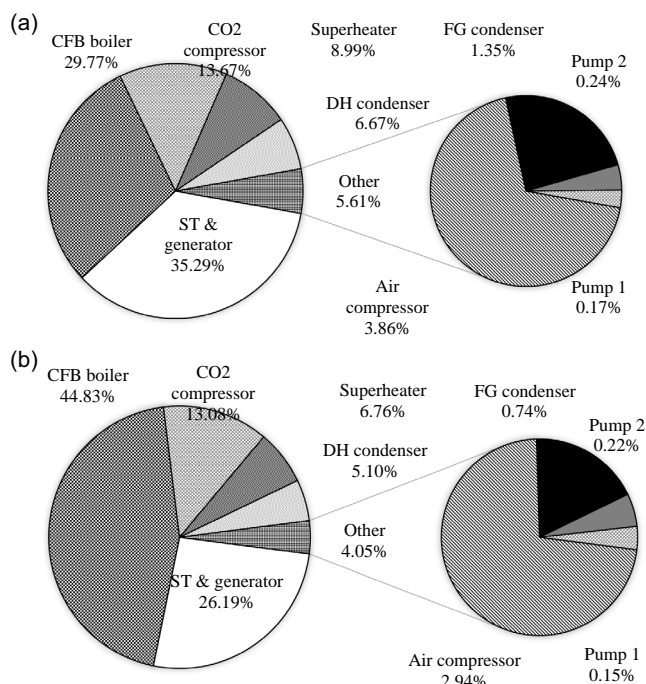 (a)
CFB boiler
29.77%
CO2
compressor
13.67%
Superheater
8.99%
FG condenser
1.35%
Pump 2
0.24%
DH condenser
6.67%
Other
5.61%
ST &
generator
35.29%
Air
compressor
3.86%
Pump 1
0.17%
(b)
CFB boiler
44.83%
CO2
compressor
13.08%
Superheater
6.76%
FG condenser
0.74%
Pump 2
0.22%
DH condenser
5.10%
Other
4.05%
ST & generator
26.19%
Air compressor
2.94%
Pump 1
0.15%